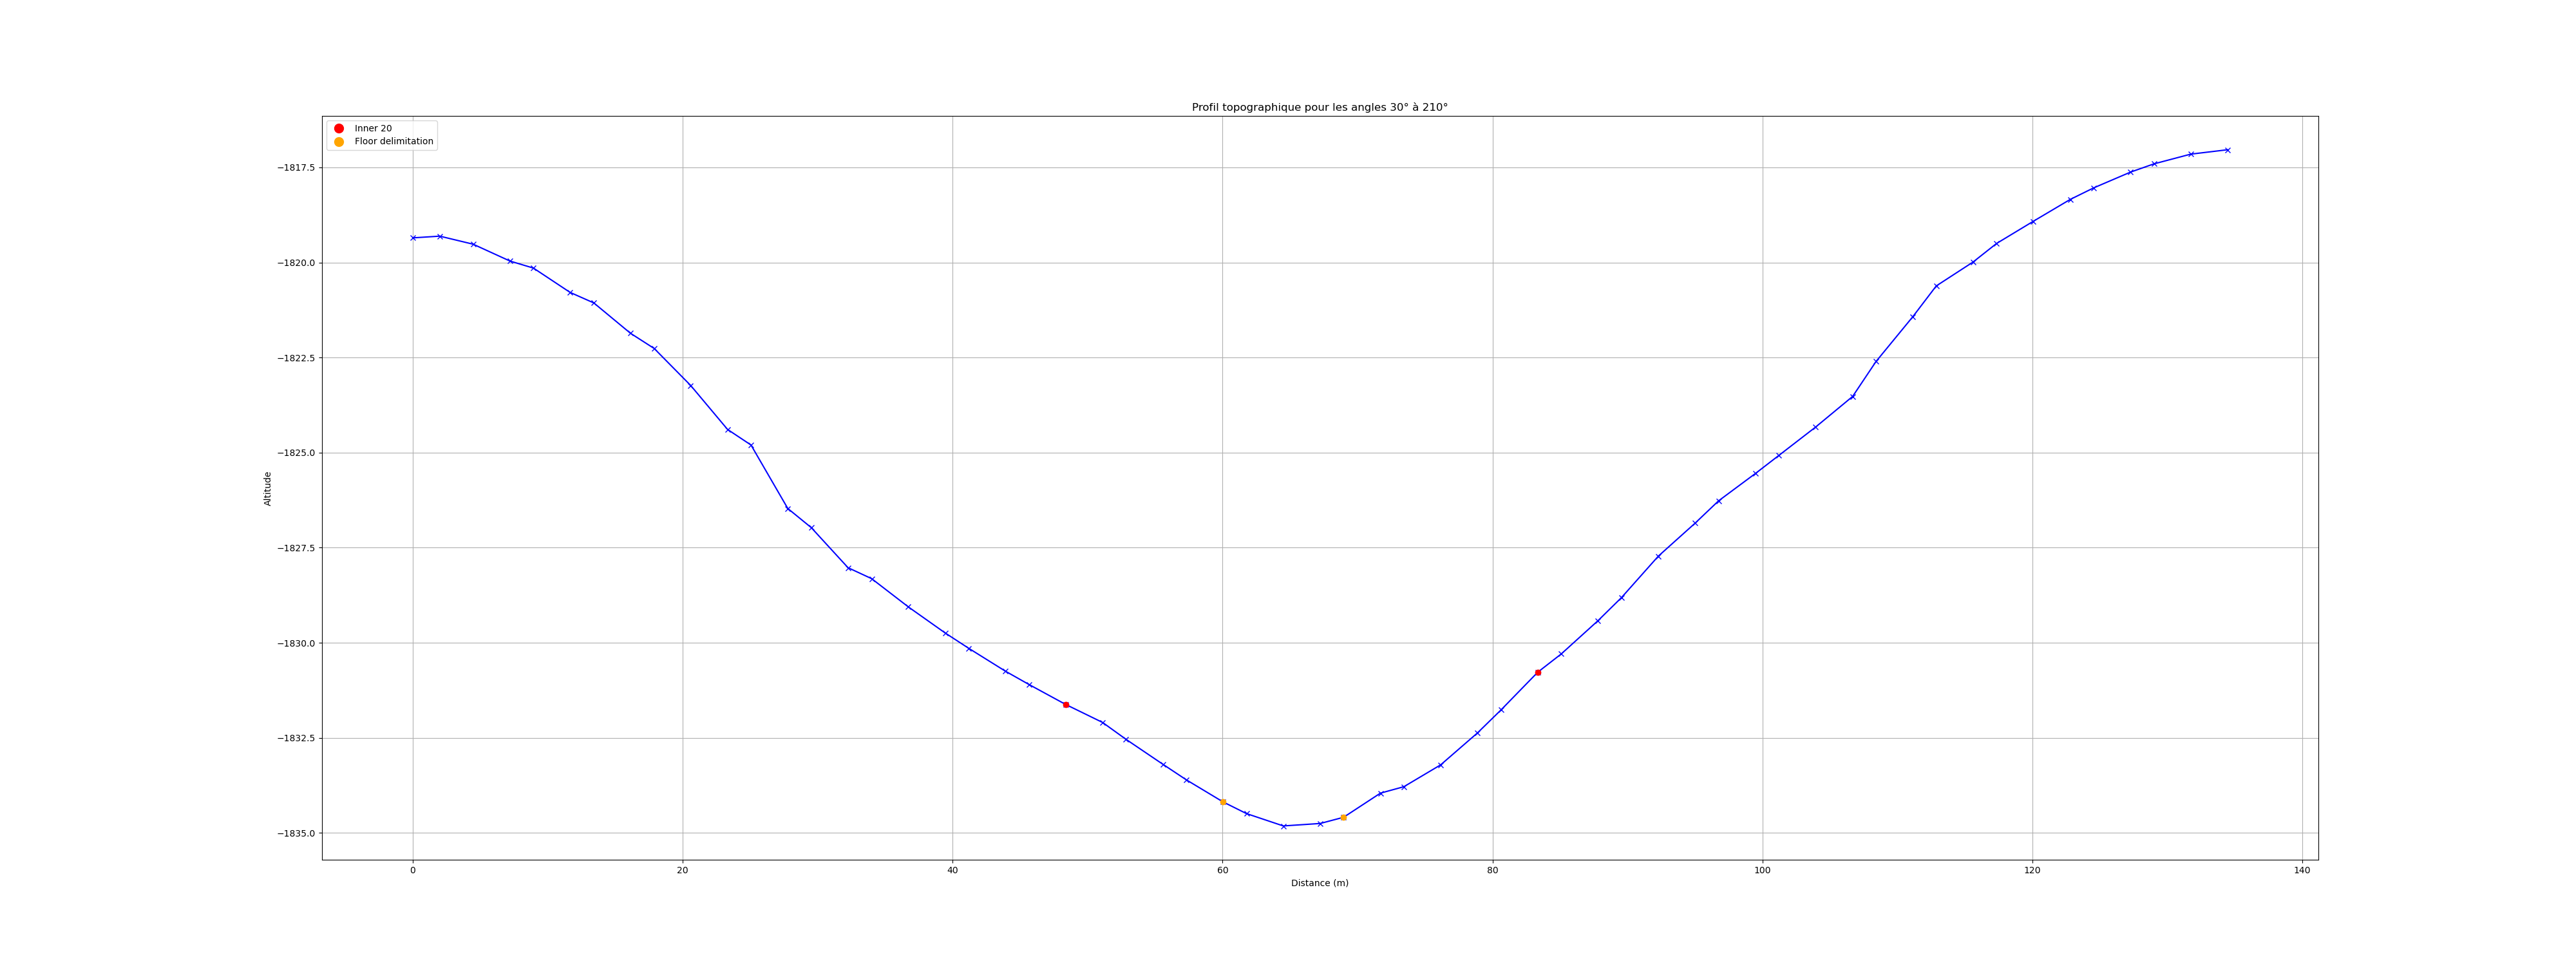 Profil topographique pour les angles 30° à 210°
Inner 20
Floor delimitation
−1817.5
−1820.0
−1822.5
−1825.0
−1827.5
−1830.0
−1832.5
−1835.0
Altitude
0 20 40 60 80 100 120 140
Distance (m)